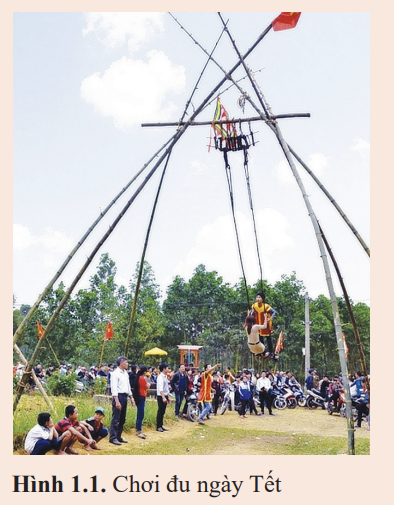 Hình 1.1. Chơi đu ngày Tết